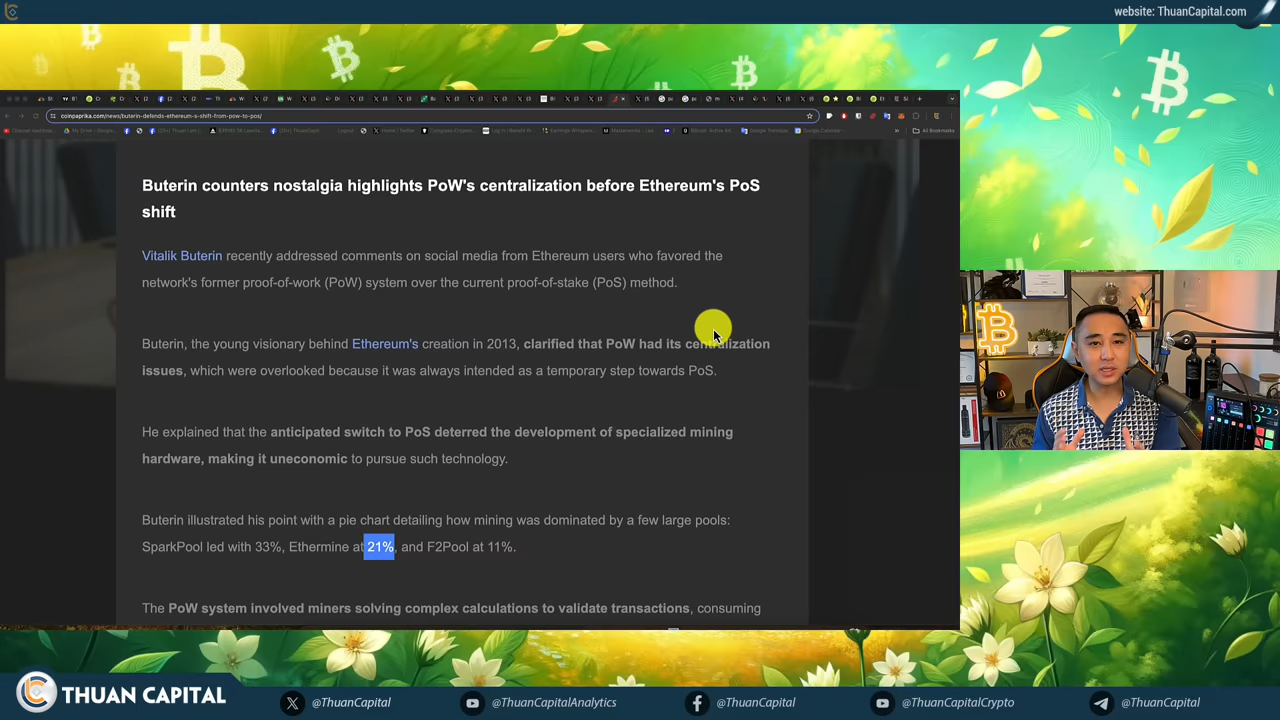 website: ThuanCapital.com
coinpaprika.com/news/buterin-defends-ethereum-s-shift-from-pow-to-pos/
All Bookmarks
Buterin counters nostalgia highlights PoW's centralization before Ethereum's PoS
shift
Vitalik Buterin recently addressed comments on social media from Ethereum users who favored the
network's former proof-of-work (PoW) system over the current proof-of-stake (PoS) method.
Buterin, the young visionary behind Ethereum's creation in 2013, clarified that PoW had its centralization
issues, which were overlooked because it was always intended as a temporary step towards PoS.
He explained that the anticipated switch to PoS deterred the development of specialized mining
hardware, making it uneconomic to pursue such technology.
Buterin illustrated his point with a pie chart detailing how mining was dominated by a few large pools:
SparkPool led with 33%, Ethermine at 21%, and F2Pool at 11%.
The PoW system involved miners solving complex calculations to validate transactions, consuming
THUAN CAPITAL
@ThuanCapital
@ThuanCapitalAnalytics
@ThuanCapital
@ThuanCapitalCrypto
@ThuanCapital